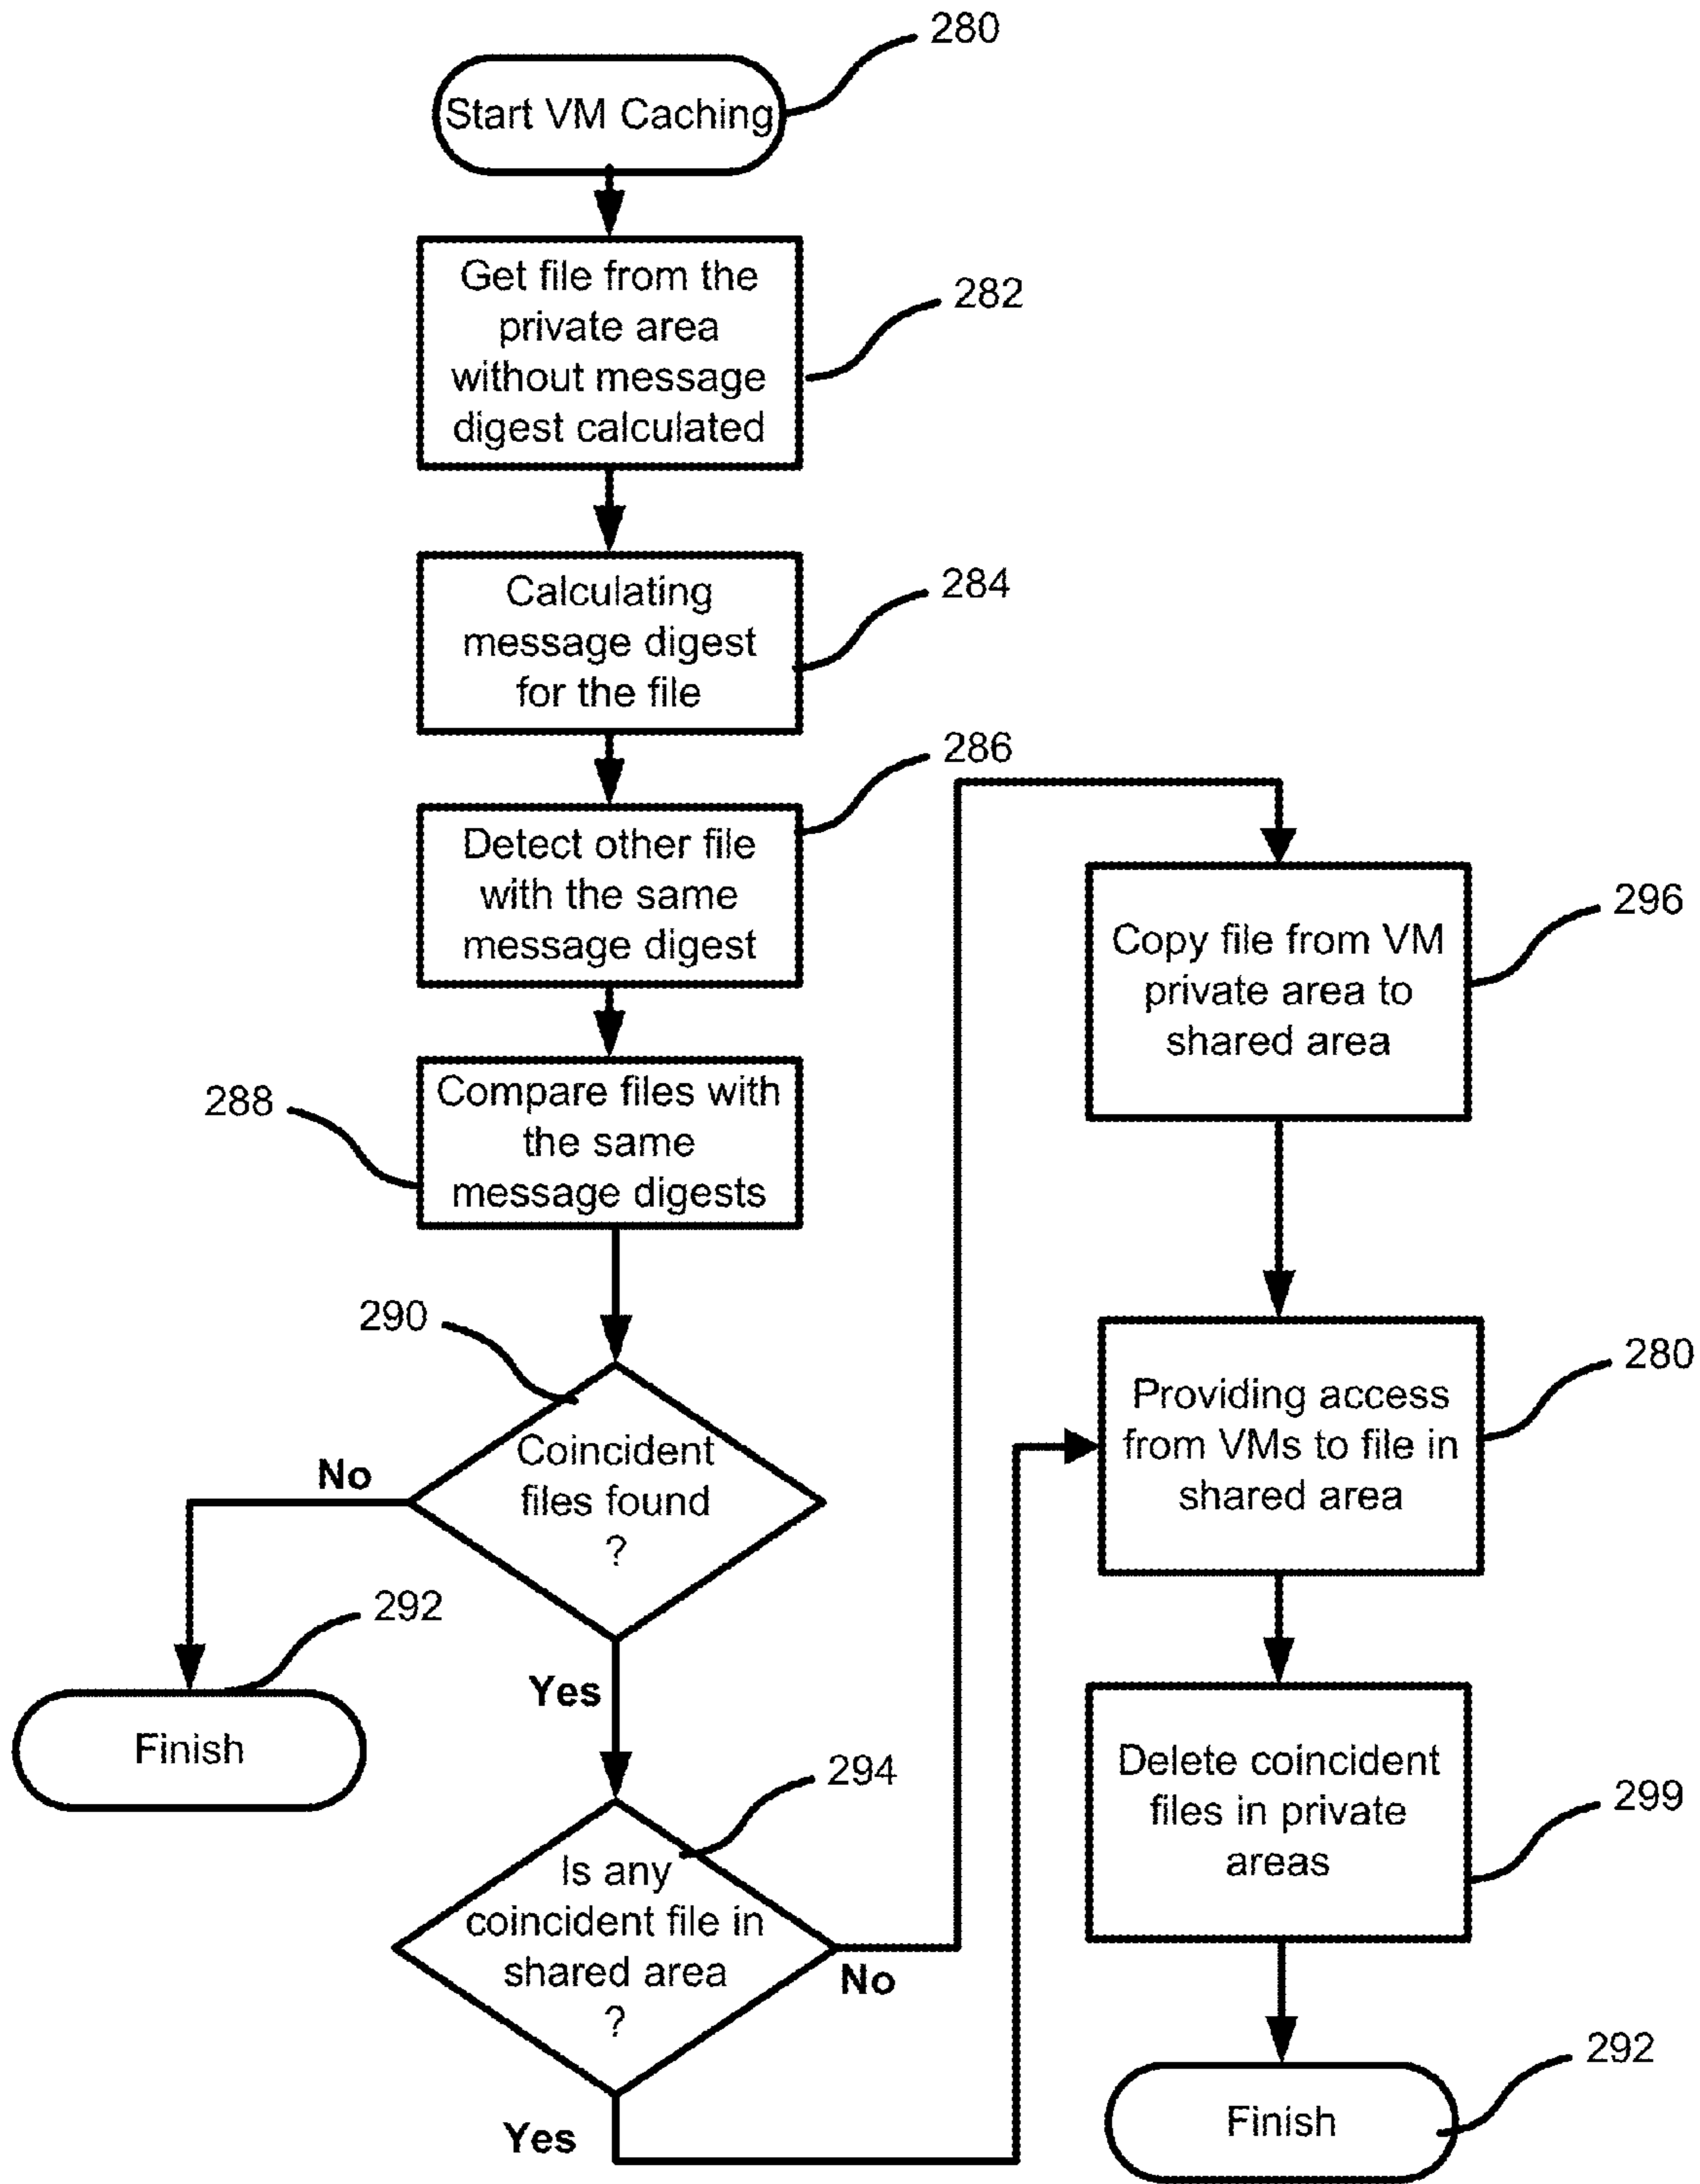 280
Start VM Caching
Get file from the
private area
without message
digest calculated
282
Calculating
message digest
for the file
284
286
Detect other file
with the same
message digest
288
Compare files with
the same
message digests
290
Coincident
files found
?
No
292
Finish
Yes
294
Is any
coincident file in
shared area
?
No
Yes
296
Copy file from VM
private area to
shared area
280
Providing access
from VMs to file in
shared area
Delete coincident
files in private
areas
299
292
Finish